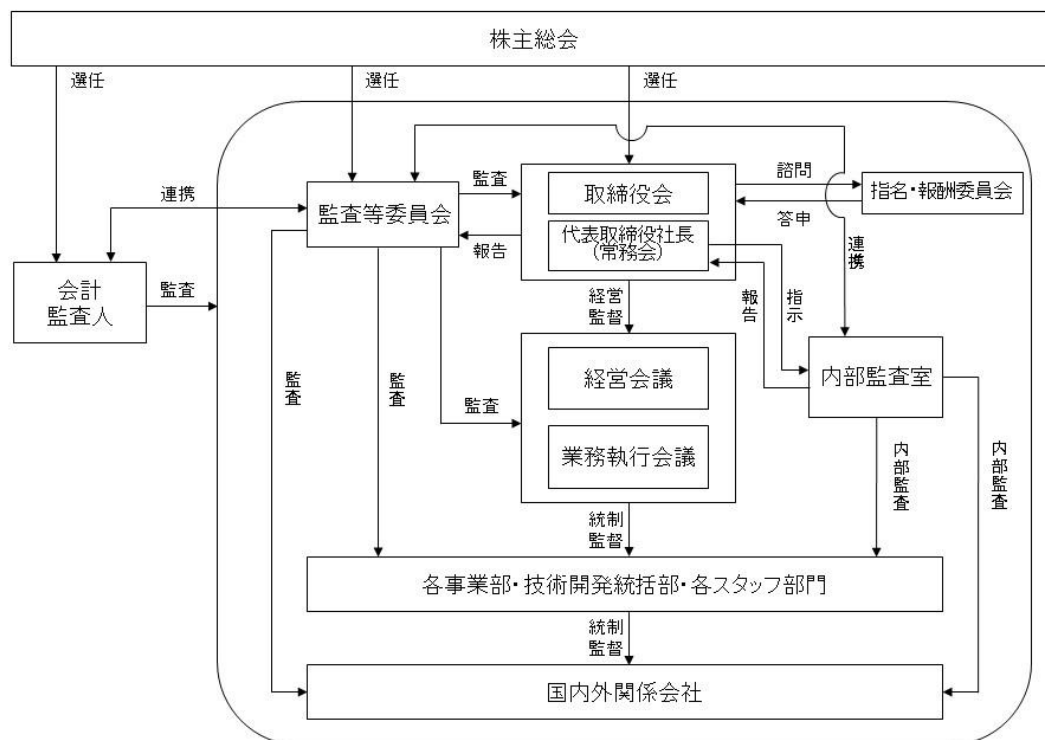 株主総会
選任
選任
選任
連携
監査
諮問
監査等委員会
取締役会
指名・報酬委員会
報告
代表取締役社長
(常務会)
答申
連携
会計
監査人
監査
経営
監督
報告
指示
内部監査室
経営会議
監査
監査
監査
業務執行会議
内部監査
内部監査
統制
監督
各事業部・技術開発統括部・各スタッフ部門
統制
監督
国内外関係会社